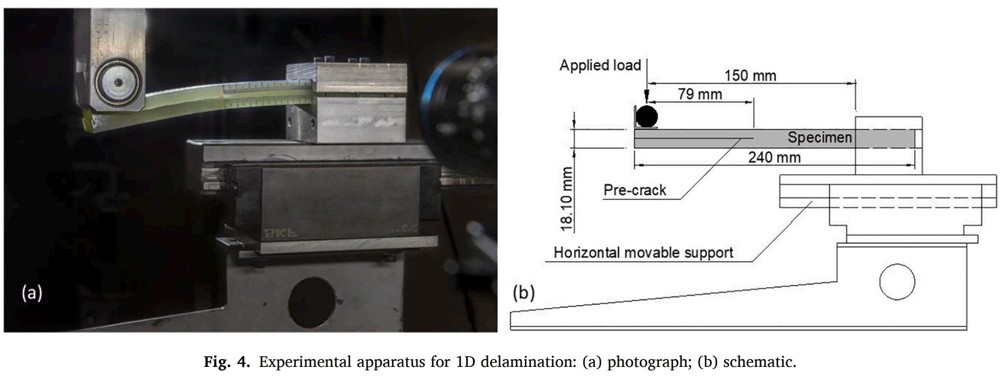 (a)
Applied load
150 mm
79 mm
Specimen
240 mm
18.10 mm
Pre-crack
Horizontal movable support
(b)
Fig. 4. Experimental apparatus for 1D delamination: (a) photograph; (b) schematic.